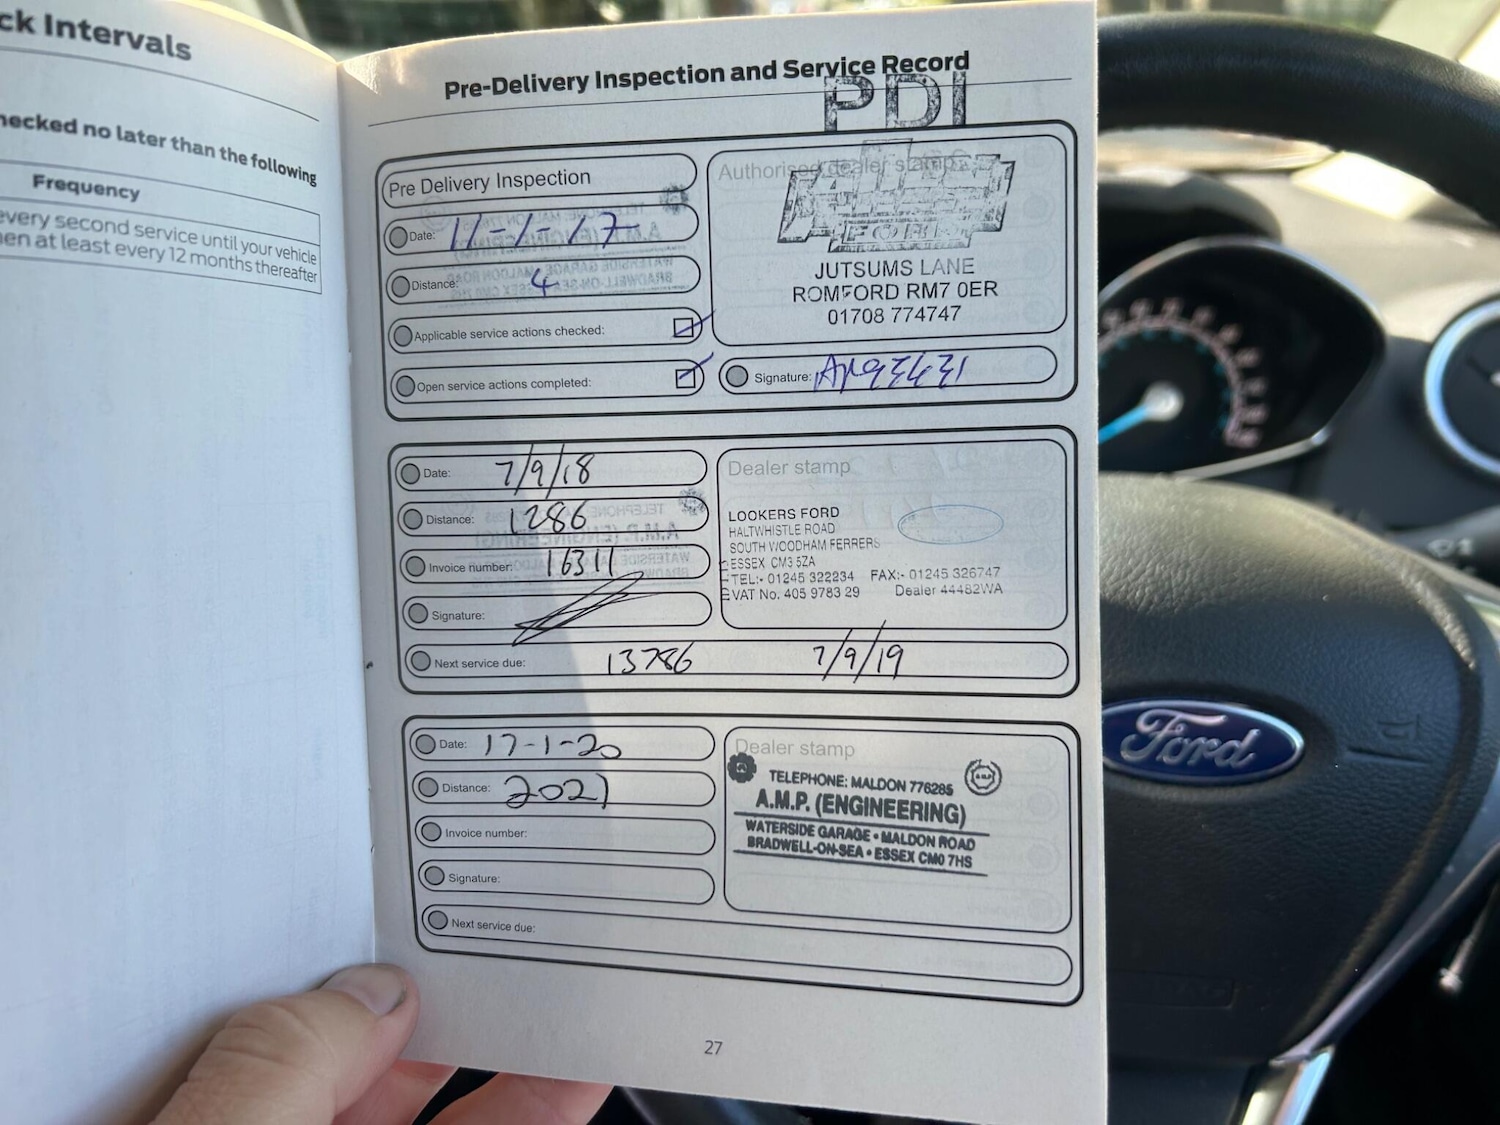 ck Intervals
hecked no later than the following
Frequency
every second service until your vehicle
hen at least every 12 months thereafter
Pre-Delivery Inspection and Service Record
PDI
Pre Delivery Inspection
Date: 11-1-17
Distance: 4
Applicable service actions checked:
Open service actions completed:
Authorised dealer stamp
FORD
JUTSUMS LANE
ROMFORD RM7 0ER
01708 774747
Signature:
Date: 7/9/18
Distance: 1286
Invoice number: 16311
Signature:
Dealer stamp
LOOKERS FORD
HALTWHISTLE ROAD
SOUTH WOODHAM FERRERS
ESSEX CM3 5ZA
TEL:- 01245 322234 FAX:- 01245 326747
VAT No. 405 9783 29 Dealer 44482WA
Next service due: 13786 7/9/19
Date: 17-1-20
Distance: 2021
Invoice number:
Signature:
Next service due:
Dealer stamp
TELEPHONE: MALDON 776285
A.M.P. (ENGINEERING)
WATERSIDE GARAGE • MALDON ROAD
BRADWELL-ON-SEA • ESSEX CM0 7HS
27
Ford